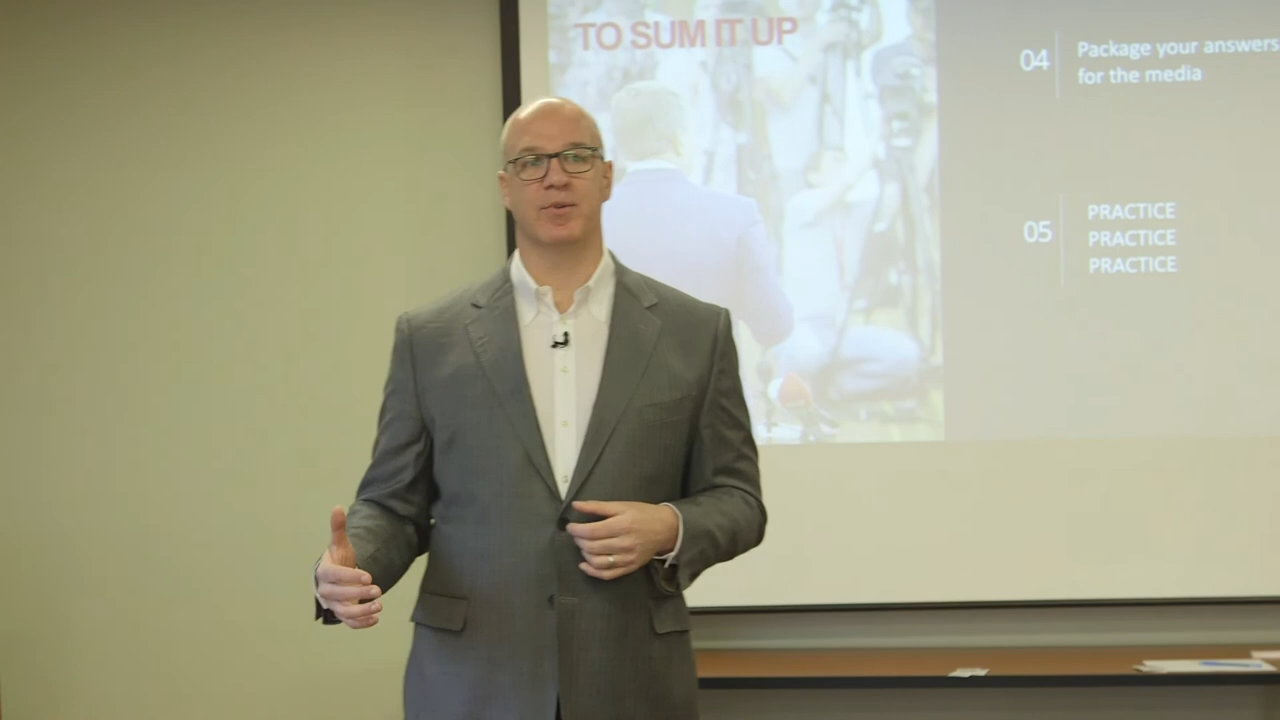 TO SUM IT UP
04
Package your answers
for the media
05
PRACTICE
PRACTICE
PRACTICE